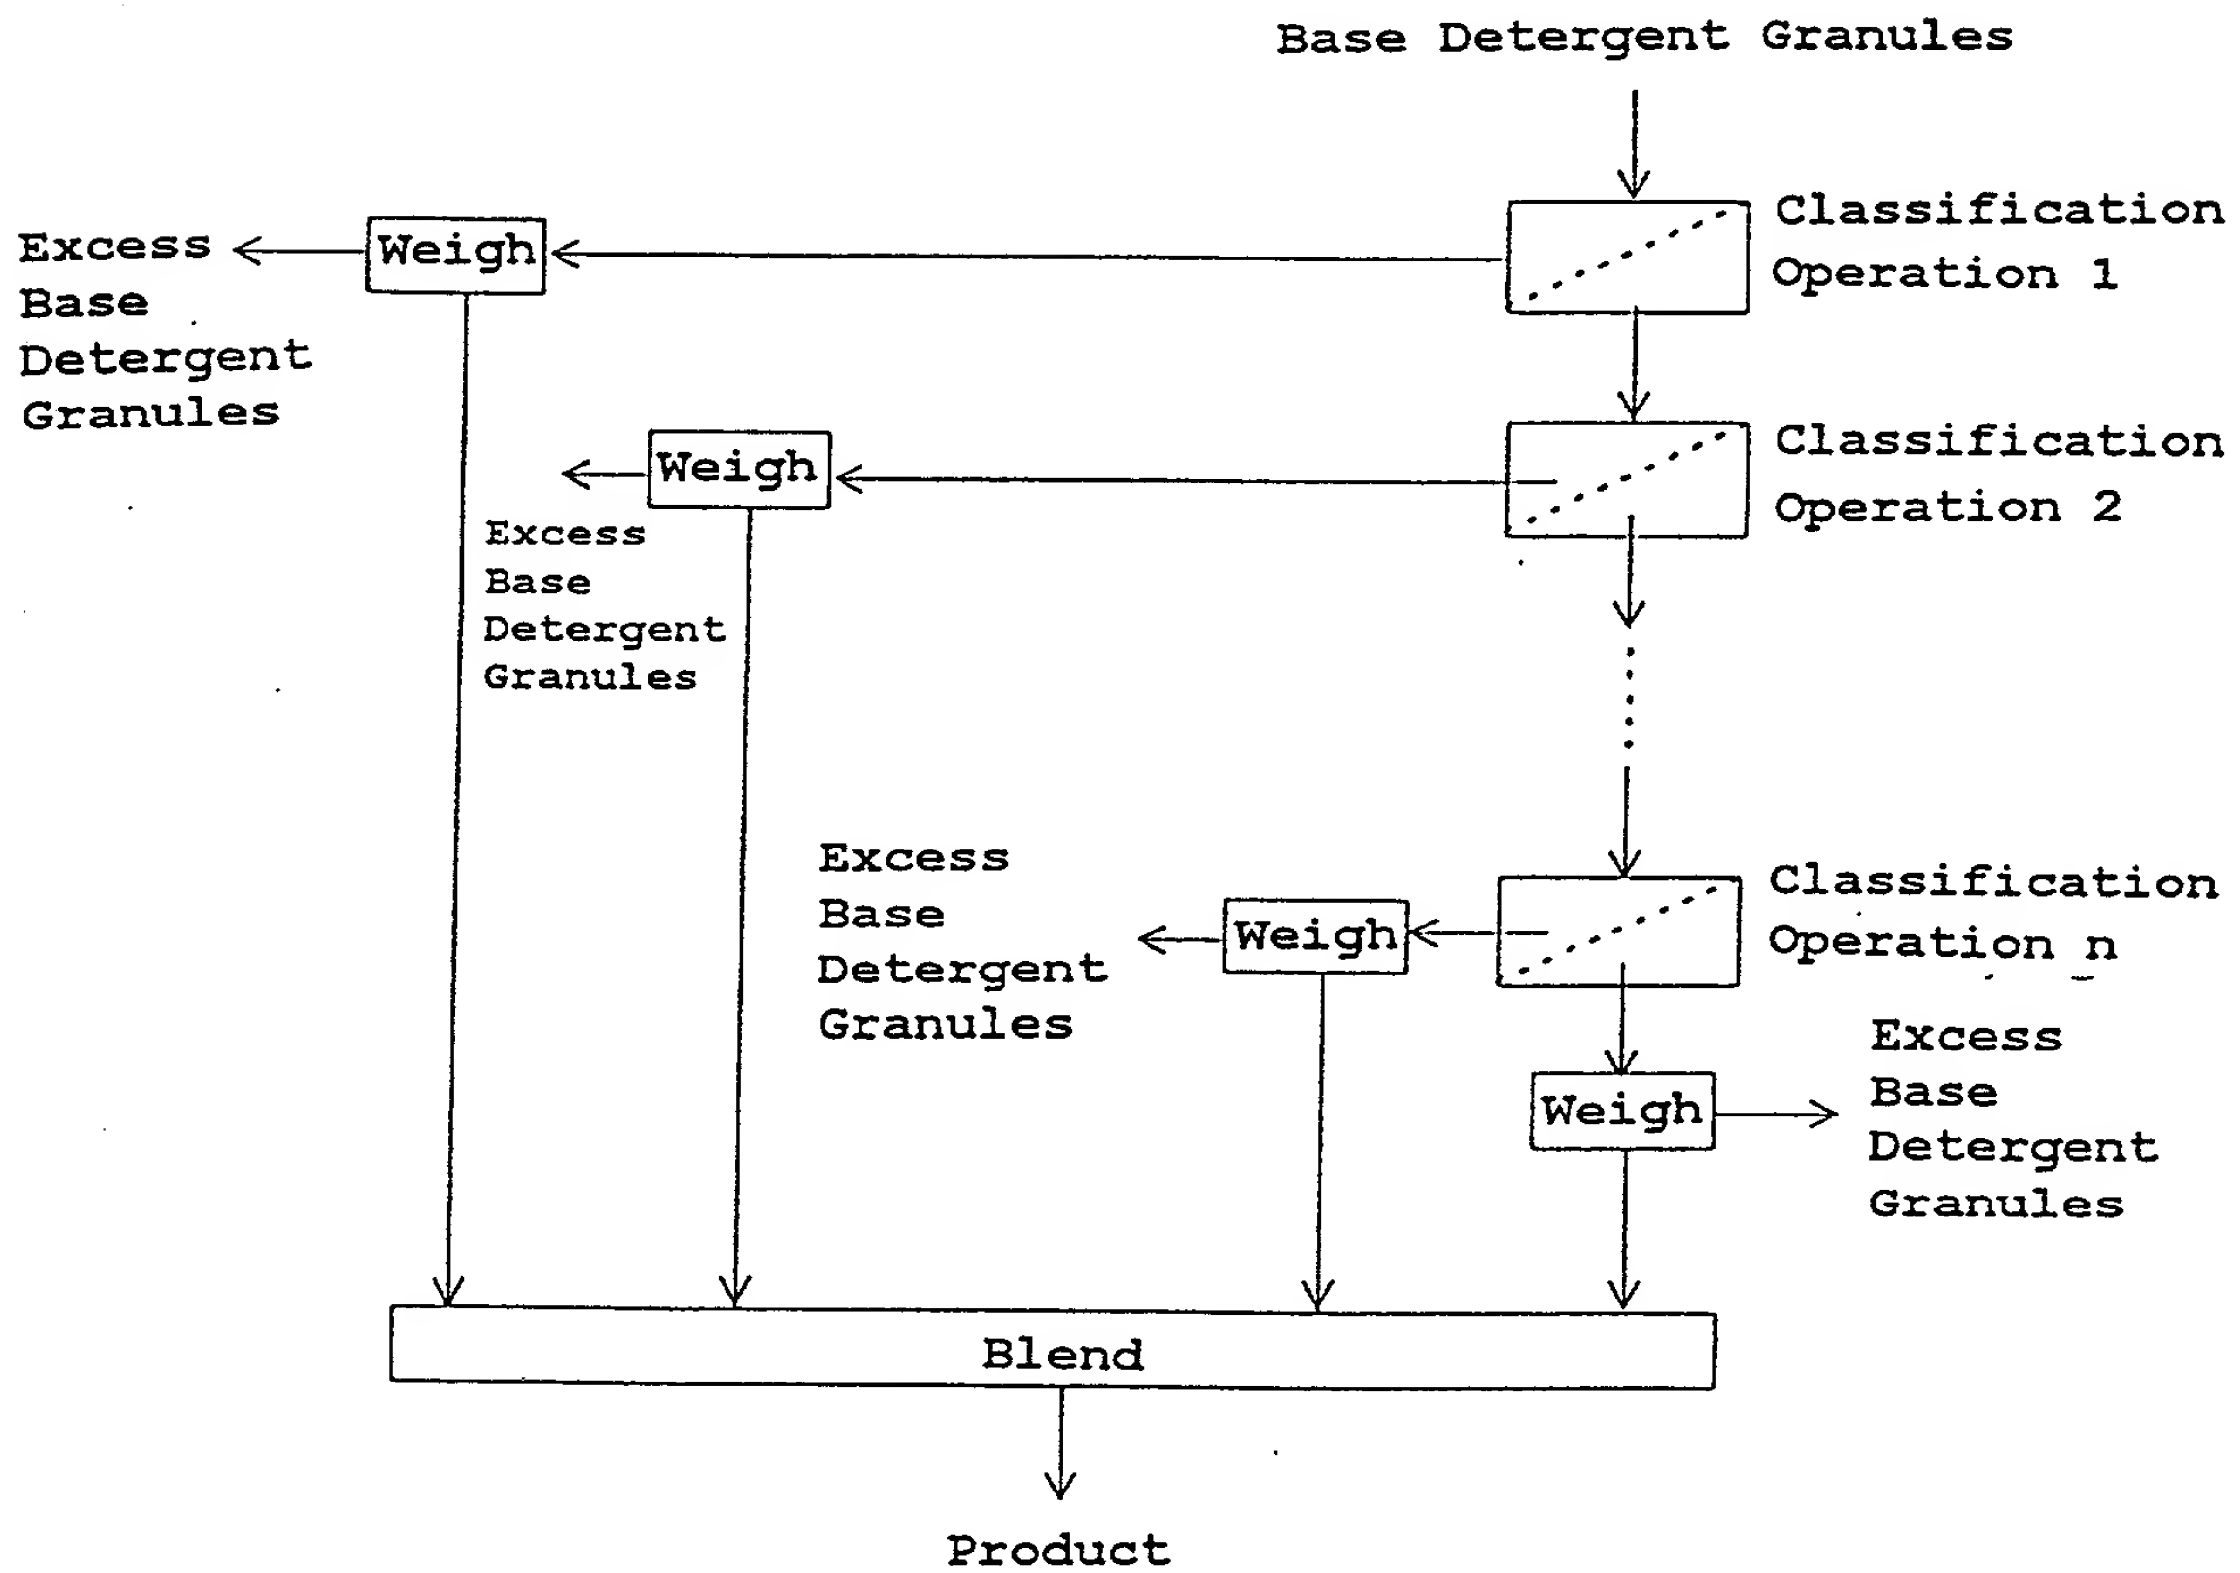 Base Detergent Granules
Classification
Operation 1
Weigh
Excess
Base
Detergent
Granules
Classification
Operation 2
Weigh
Excess
Base
Detergent
Granules
Classification
Operation n
Weigh
Excess
Base
Detergent
Granules
Weigh
Excess
Base
Detergent
Granules
Blend
Product